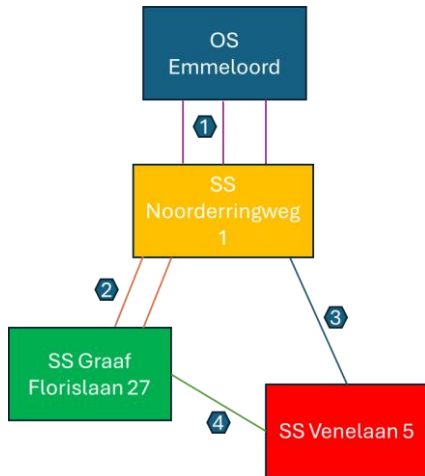 OS
Emmeloord
1
SS
Noorderringweg
1
2
3
SS Graaf
Florislaan 27
4
SS Venelaan 5